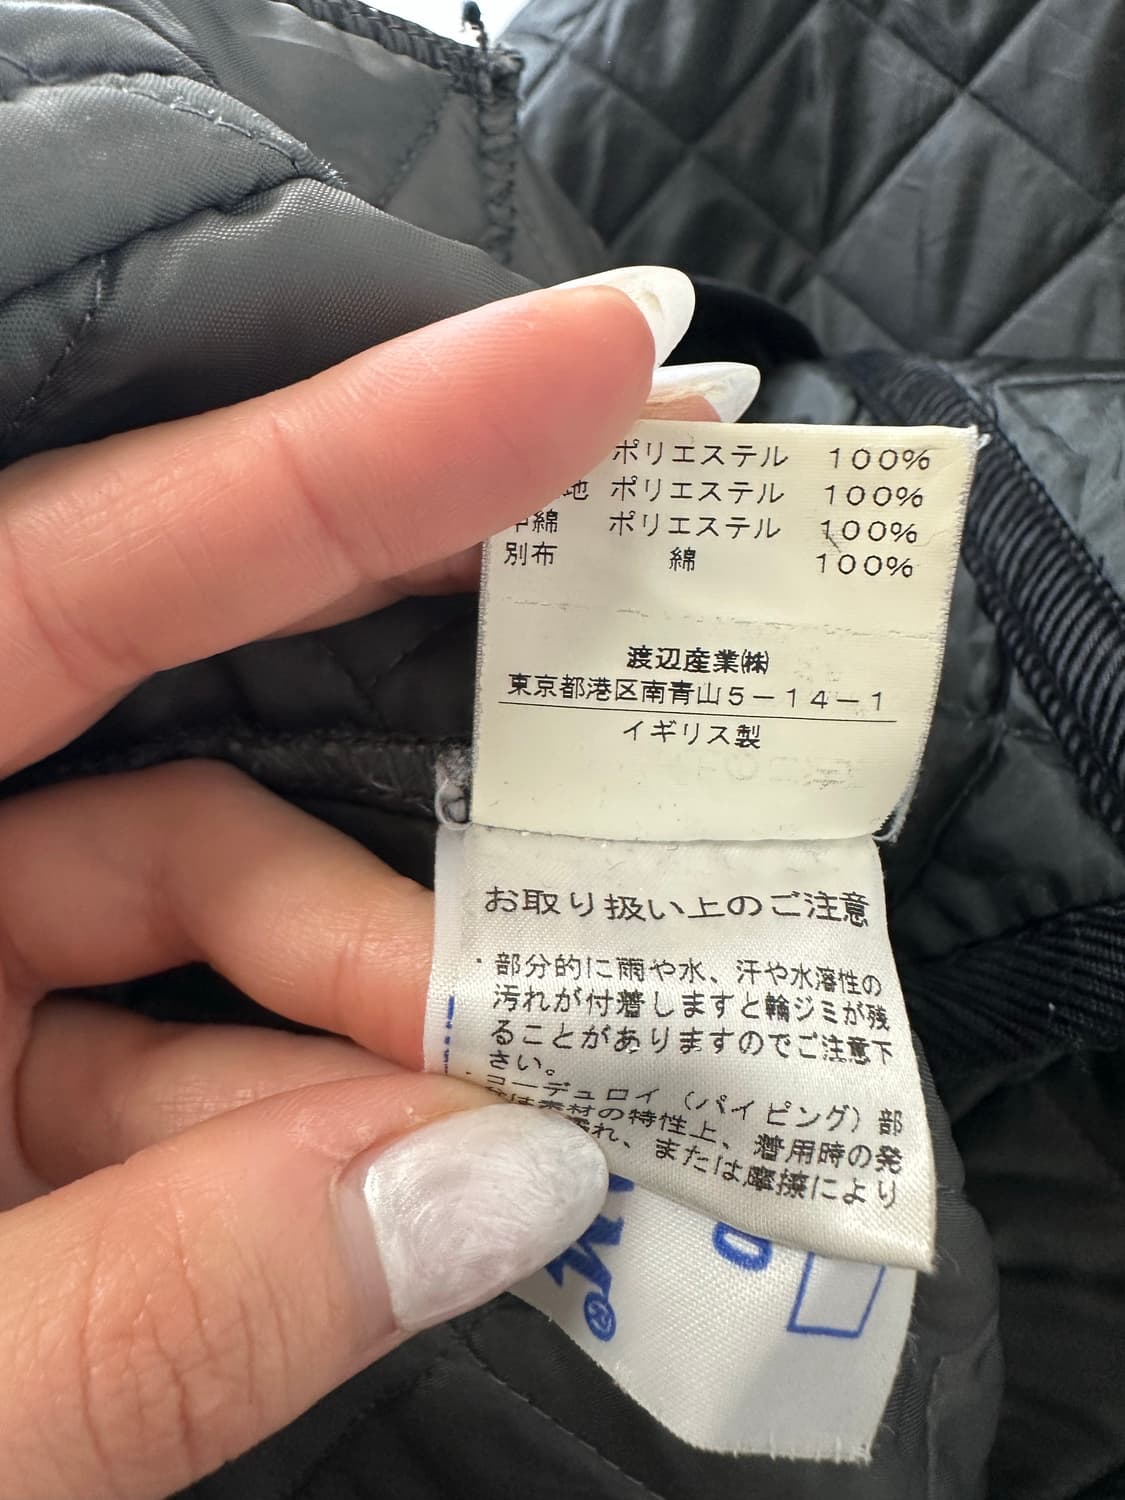 ポリエステル 100%
地 ポリエステル 100%
中綿 ポリエステル 100%
別布 綿 100%
渡辺産業㈱
東京都港区南青山5-14-1
イギリス製
お取り扱い上のご注意
・部分的に雨や水、汗や水溶性の
汚れが付着しますと輪ジミが残
ることがありますのでご注意下
さい。
・コーデュロイ(パイピング)部
分は素材の特性上、着用時の発
汚れ、または摩擦により
M®